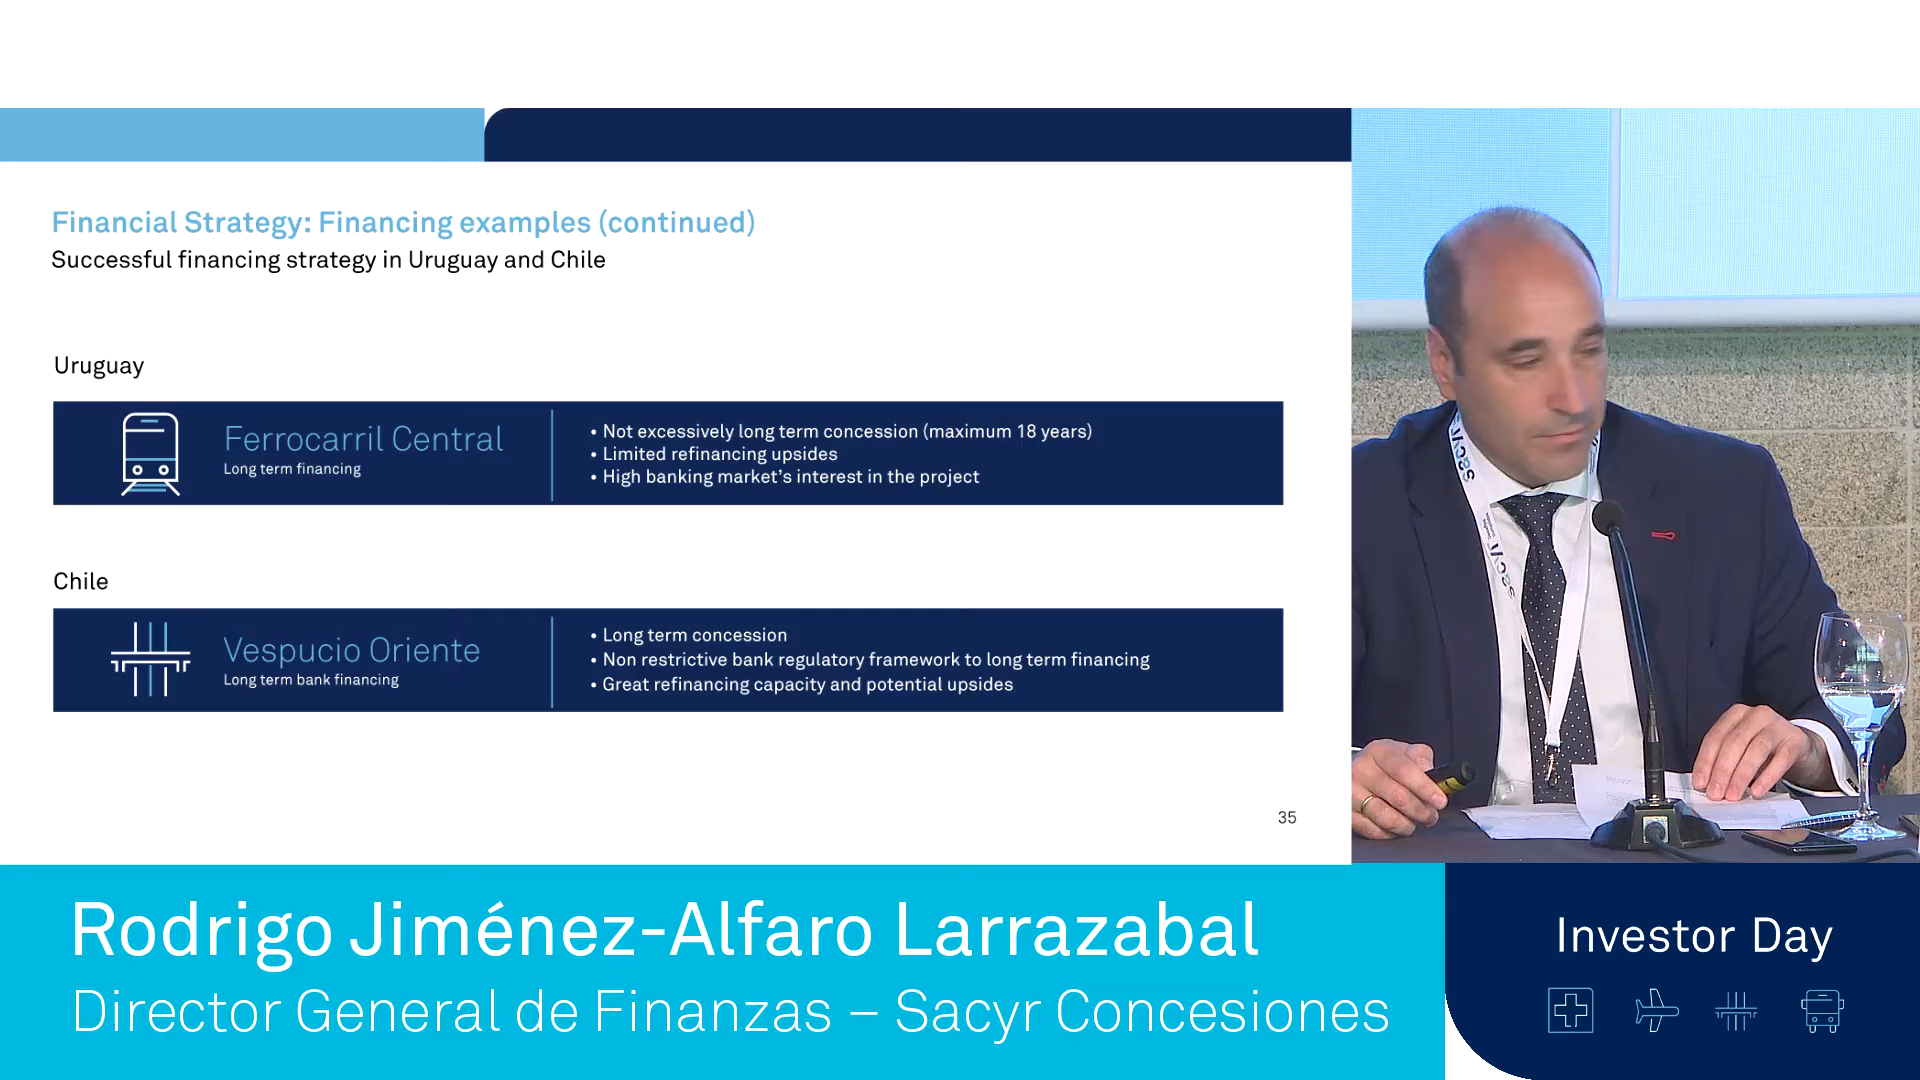 Financial Strategy: Financing examples (continued)
Successful financing strategy in Uruguay and Chile
Uruguay
Ferrocarril Central
Long term financing
• Not excessively long term concession (maximum 18 years)
• Limited refinancing upsides
• High banking market's interest in the project
Chile
Vespucio Oriente
Long term bank financing
• Long term concession
• Non restrictive bank regulatory framework to long term financing
• Great refinancing capacity and potential upsides
35
sacyr
sacyr
Rodrigo Jiménez-Alfaro Larrazabal
Director General de Finanzas – Sacyr Concesiones
Investor Day